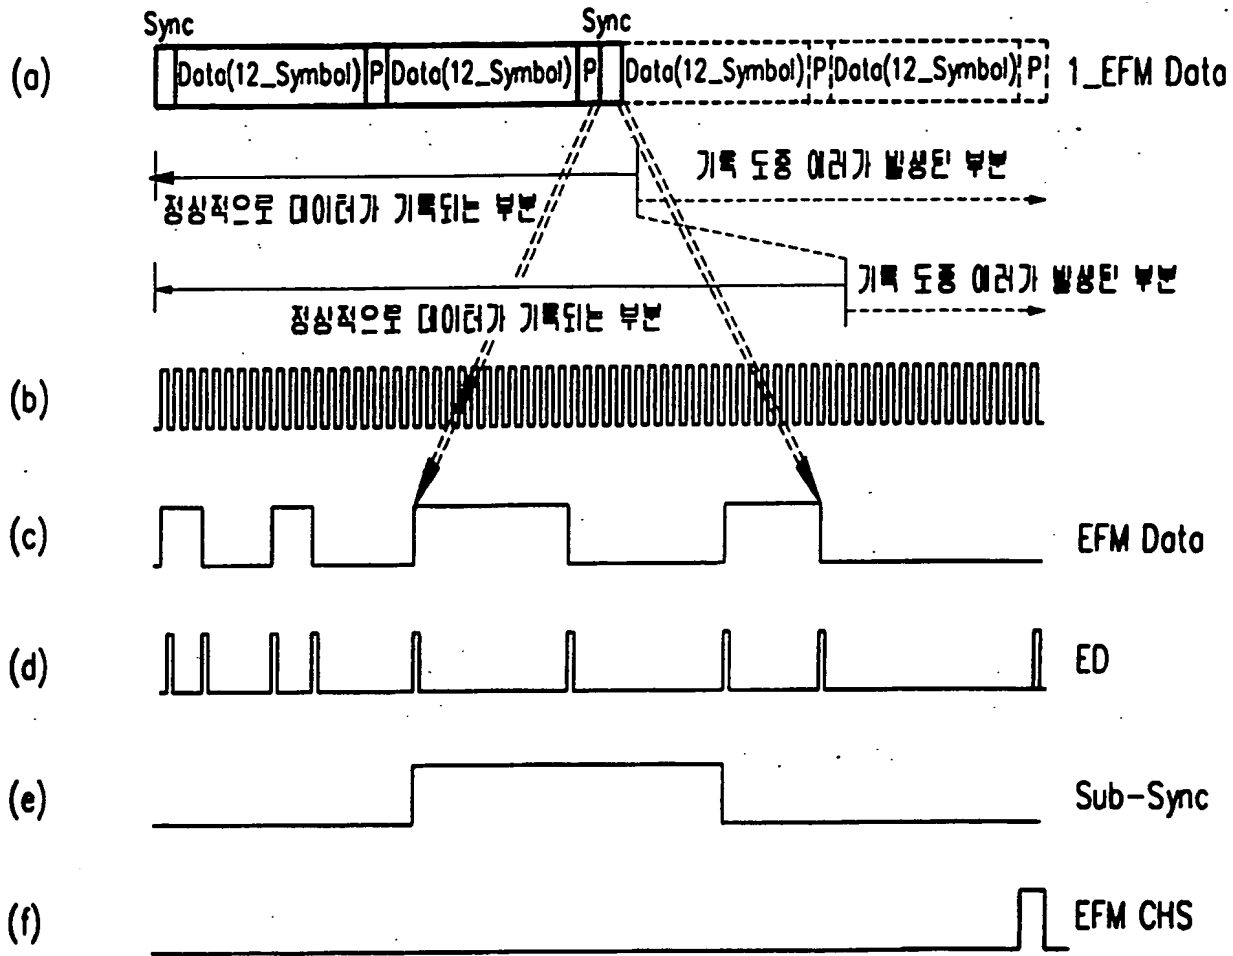 Sync Sync
(a) Data(12_Symbol) P Data(12_Symbol) P Data(12_Symbol) P Data(12_Symbol) P 1_EFM Data
기록 도중 에러가 발생된 부분
정상적으로 데이터가 기록되는 부분
기록 도중 에러가 발생된 부분
정상적으로 데이터가 기록되는 부분
(b)
(c) EFM Data
(d) ED
(e) Sub-Sync
(f) EFM CHS